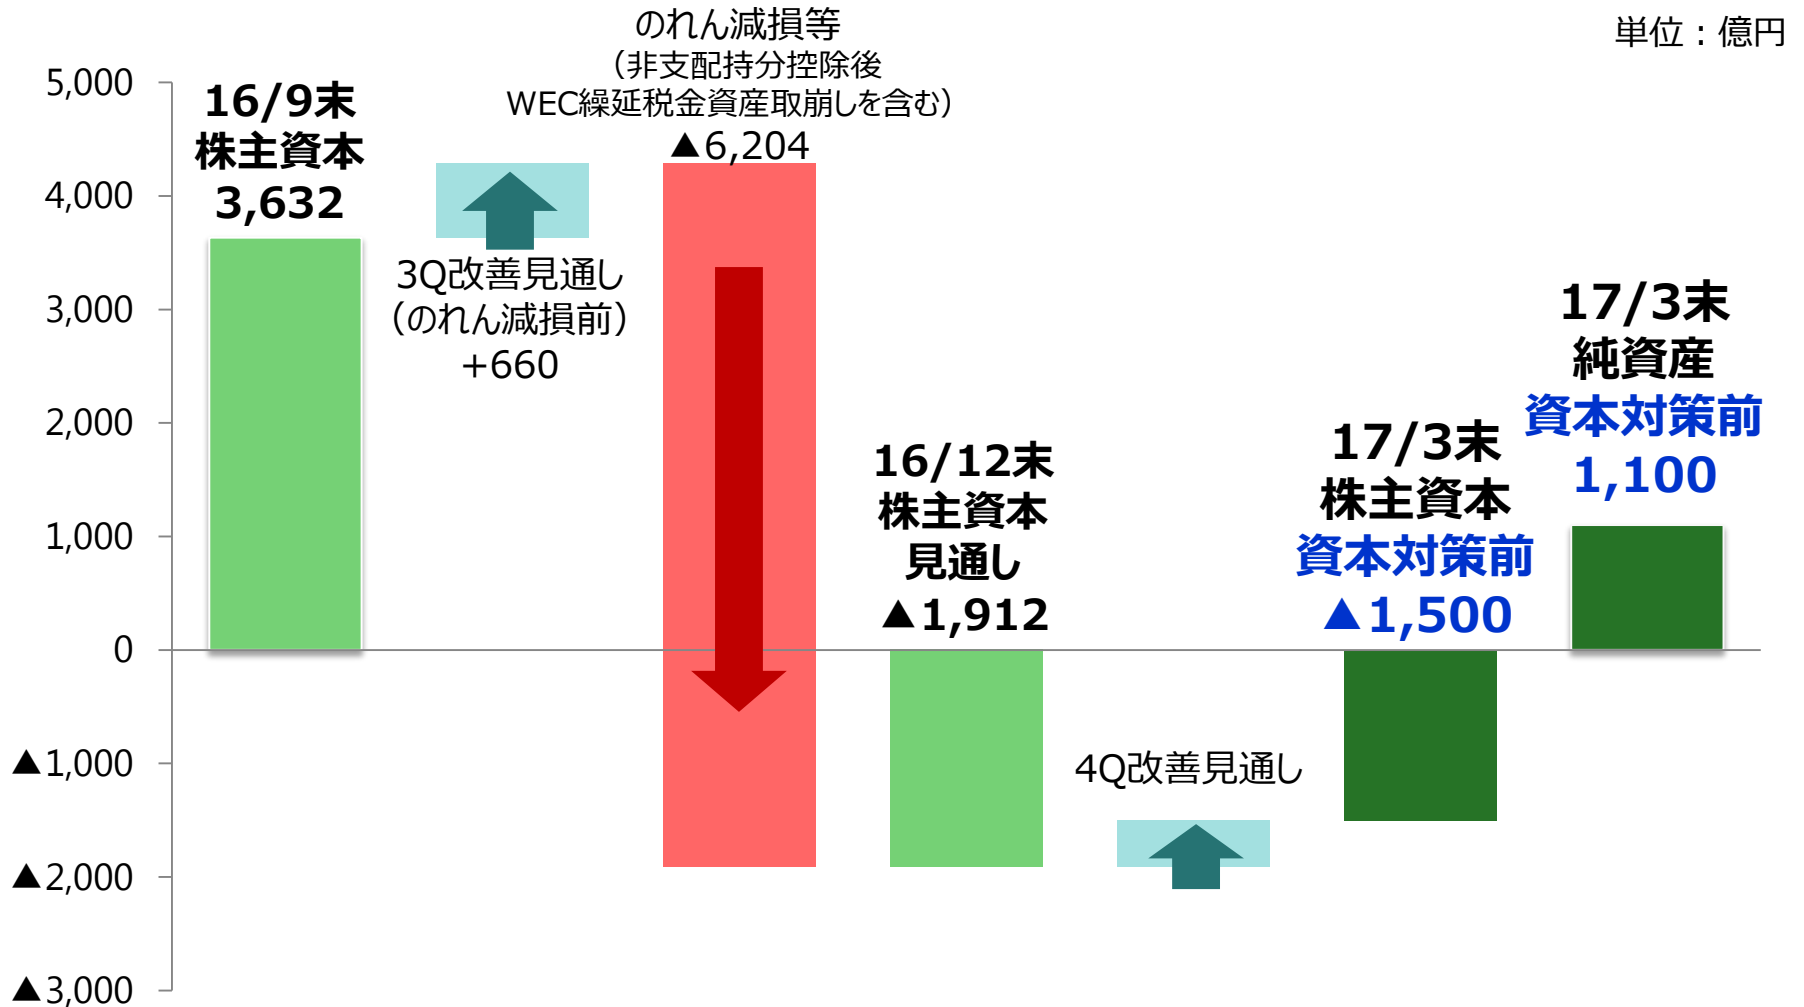 単位：億円
のれん減損等
（非支配持分控除後
WEC繰延税金資産取崩しを含む）
▲6,204
16/9末
株主資本
3,632
3Q改善見通し
（のれん減損前）
+660
16/12末
株主資本
見通し
▲1,912
4Q改善見通し
17/3末
株主資本
資本対策前
▲1,500
17/3末
純資産
資本対策前
1,100
5,000
4,000
3,000
2,000
1,000
0
▲1,000
▲2,000
▲3,000